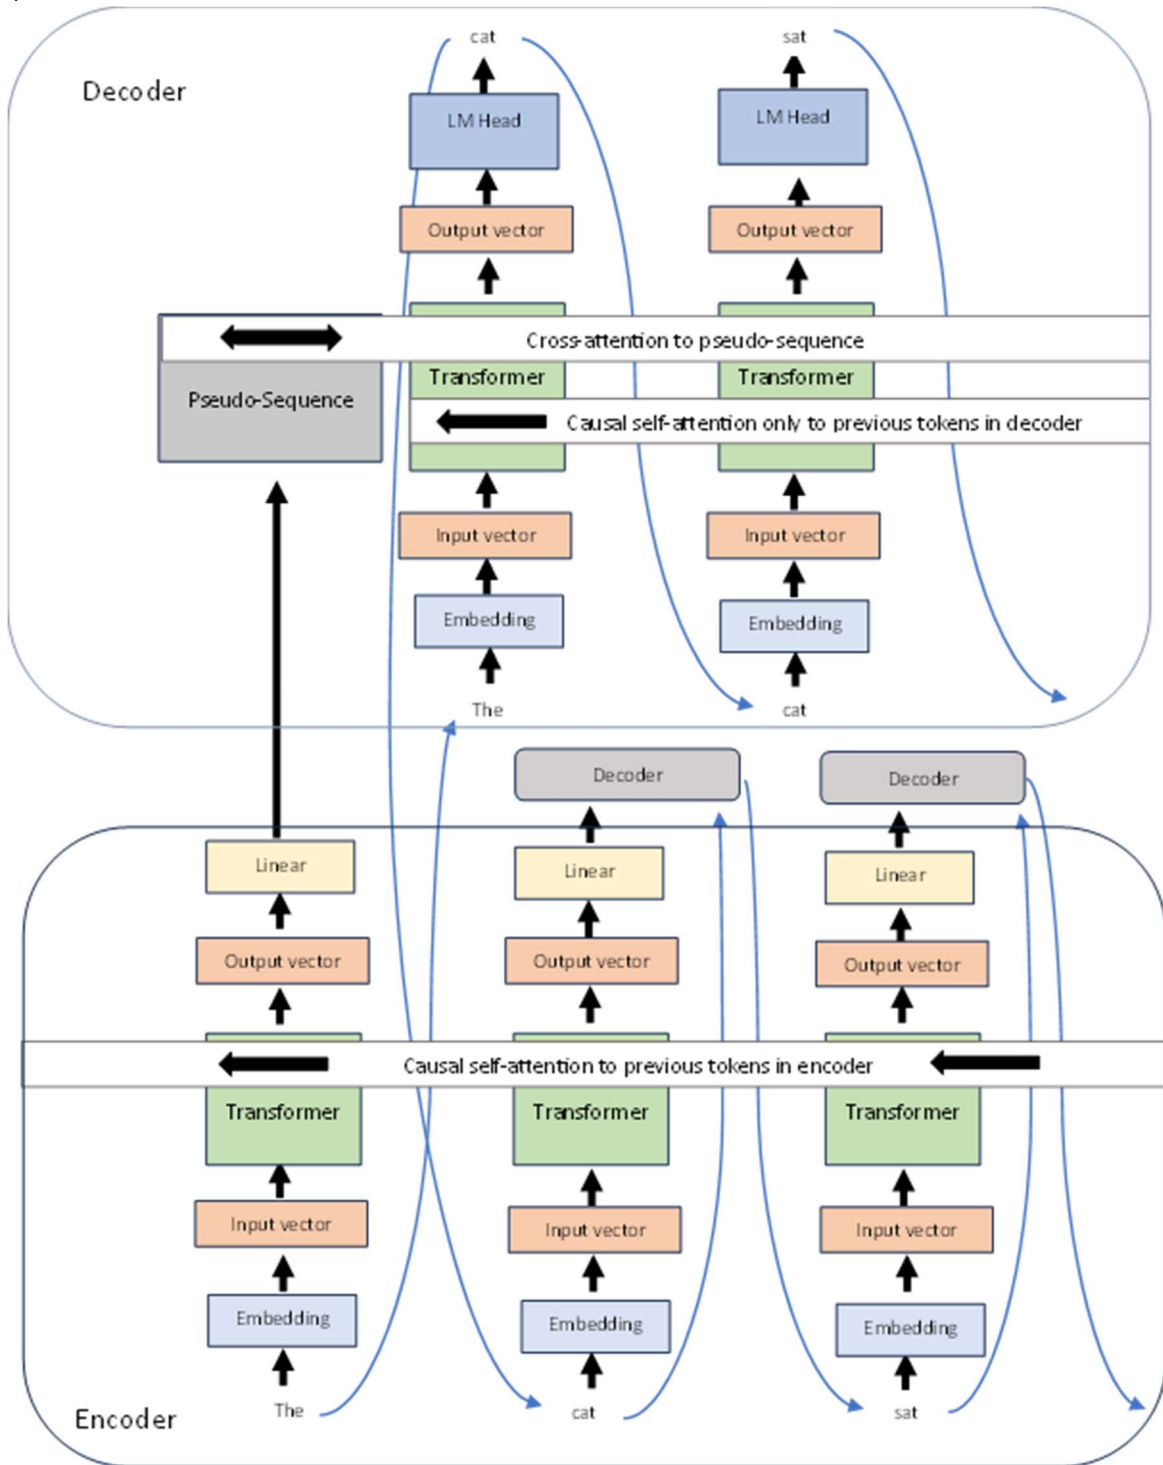 cat sat
Decoder
LM Head LM Head
Output vector Output vector
Cross-attention to pseudo-sequence
Transformer Transformer
Pseudo-Sequence
Causal self-attention only to previous tokens in decoder
Input vector Input vector
Embedding Embedding
The cat
Decoder Decoder
Linear Linear Linear
Output vector Output vector Output vector
Causal self-attention to previous tokens in encoder
Transformer Transformer Transformer
Input vector Input vector Input vector
Embedding Embedding Embedding
The cat sat
Encoder